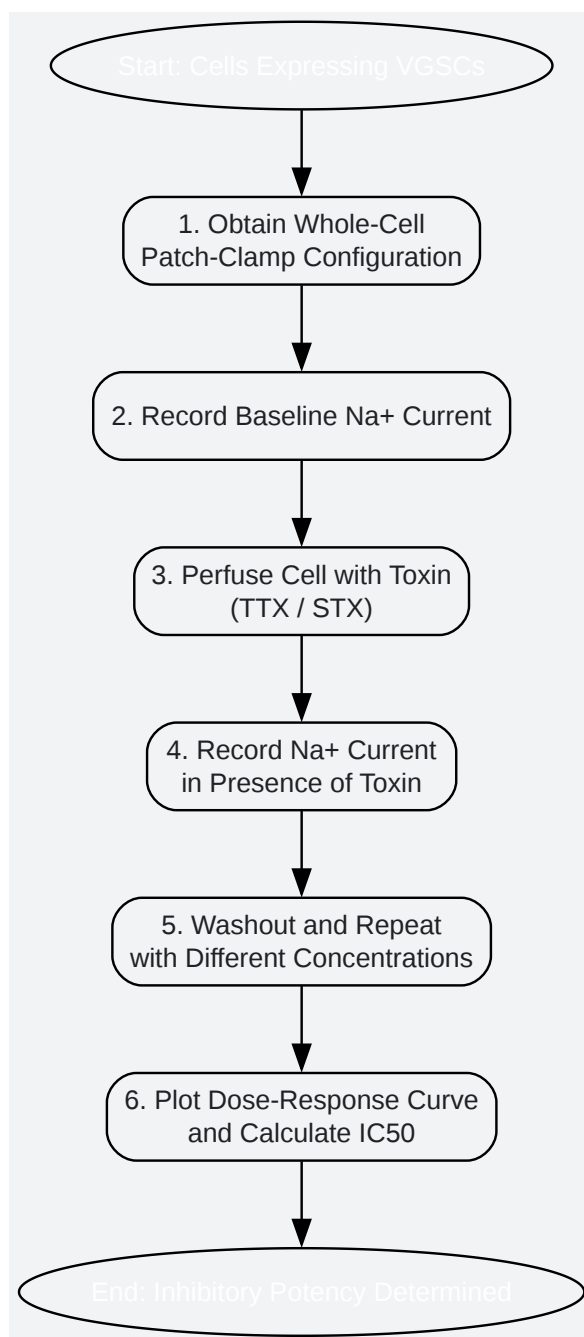 Start: Cells Expressing VGSCs
1. Obtain Whole-Cell
Patch-Clamp Configuration
2. Record Baseline Na+ Current
3. Perfuse Cell with Toxin
(TTX / STX)
4. Record Na+ Current
in Presence of Toxin
5. Washout and Repeat
with Different Concentrations
6. Plot Dose-Response Curve
and Calculate IC50
End: Inhibitory Potency Determined